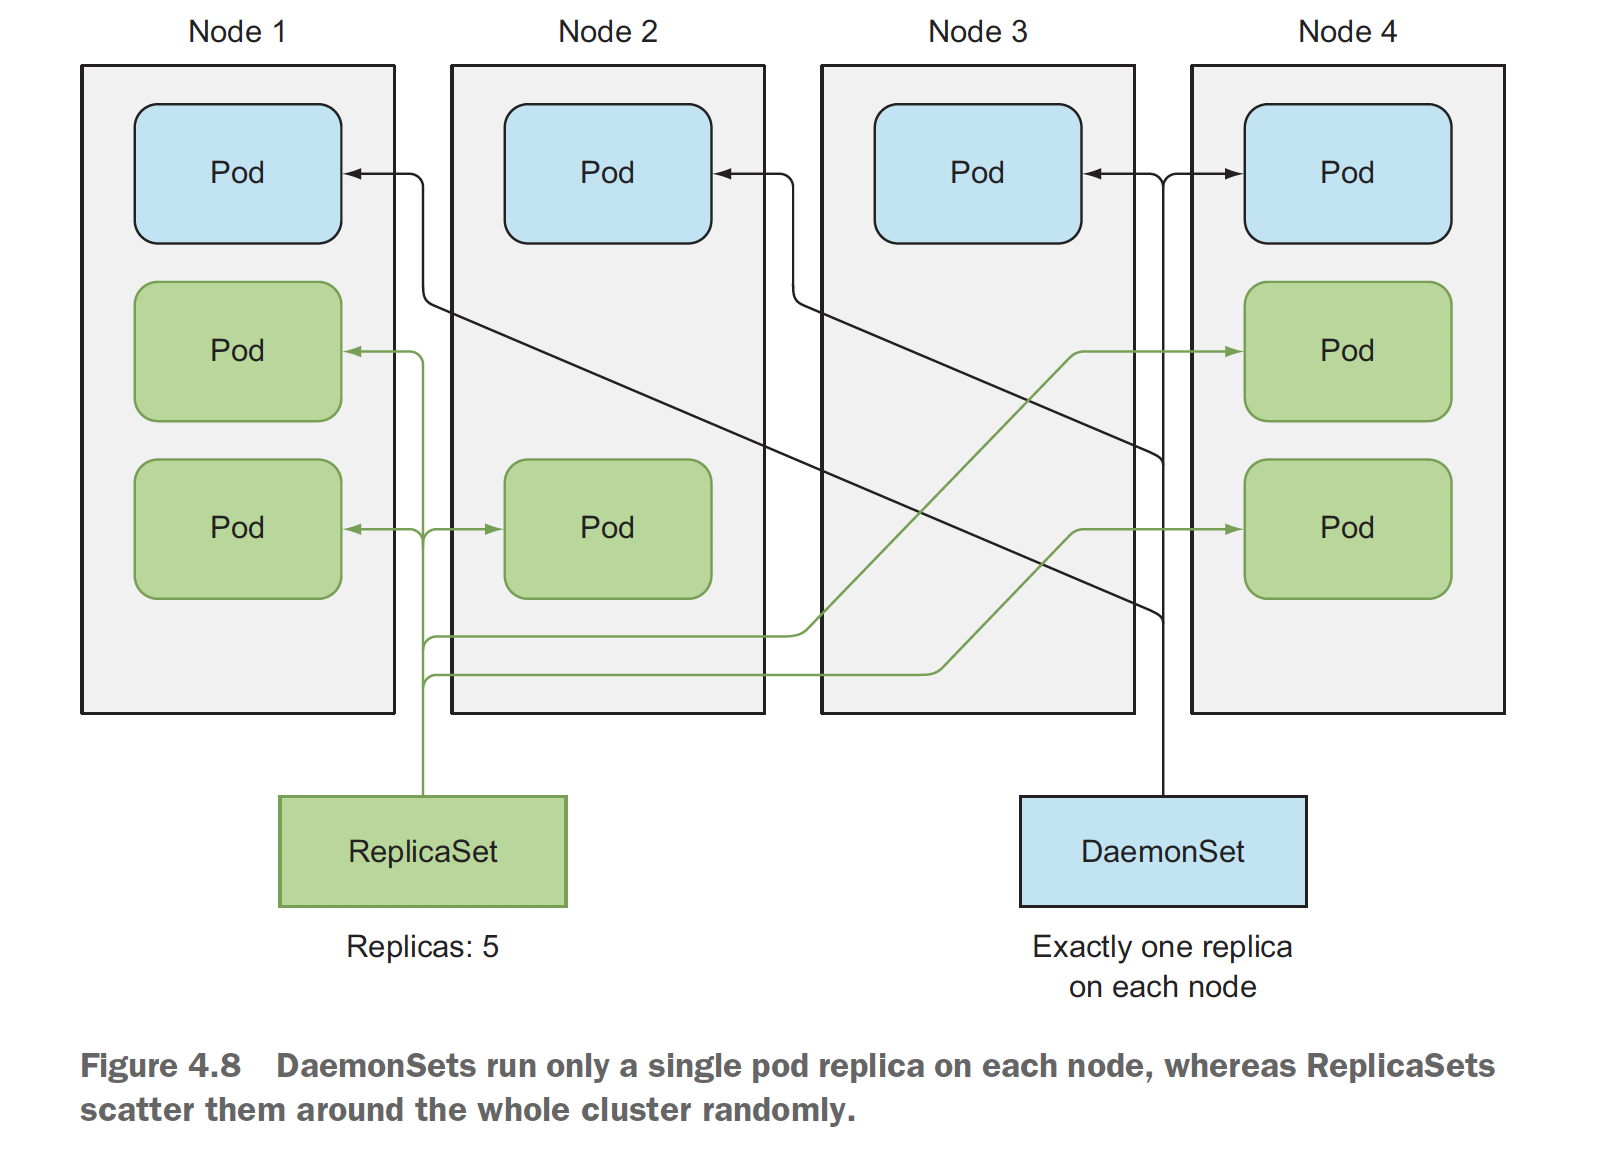 Node 1
Node 2
Node 3
Node 4
Pod
Pod
Pod
Pod
Pod
Pod
Pod
Pod
Pod
ReplicaSet
DaemonSet
Replicas: 5
Exactly one replica
on each node
Figure 4.8 DaemonSets run only a single pod replica on each node, whereas ReplicaSets
scatter them around the whole cluster randomly.